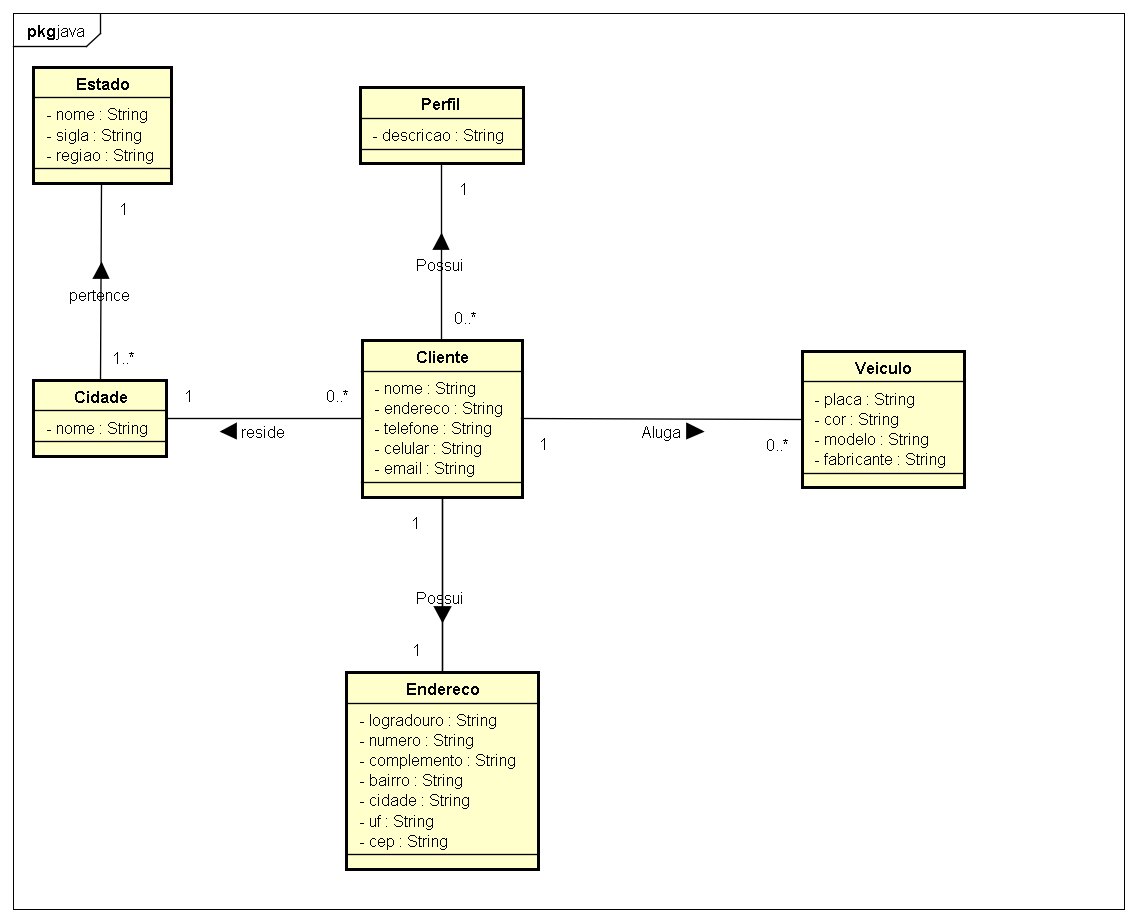 pkgjava
Estado
- nome : String
- sigla : String
- regiao : String
1
pertence
1..*
Cidade
- nome : String
Perfil
- descricao : String
1
Possui
0..*
1
0..*
reside
Cliente
- nome : String
- endereco : String
- telefone : String
- celular : String
- email : String
1
Aluga
0..*
Veiculo
- placa : String
- cor : String
- modelo : String
- fabricante : String
1
Possui
1
Endereco
- logradouro : String
- numero : String
- complemento : String
- bairro : String
- cidade : String
- uf : String
- cep : String